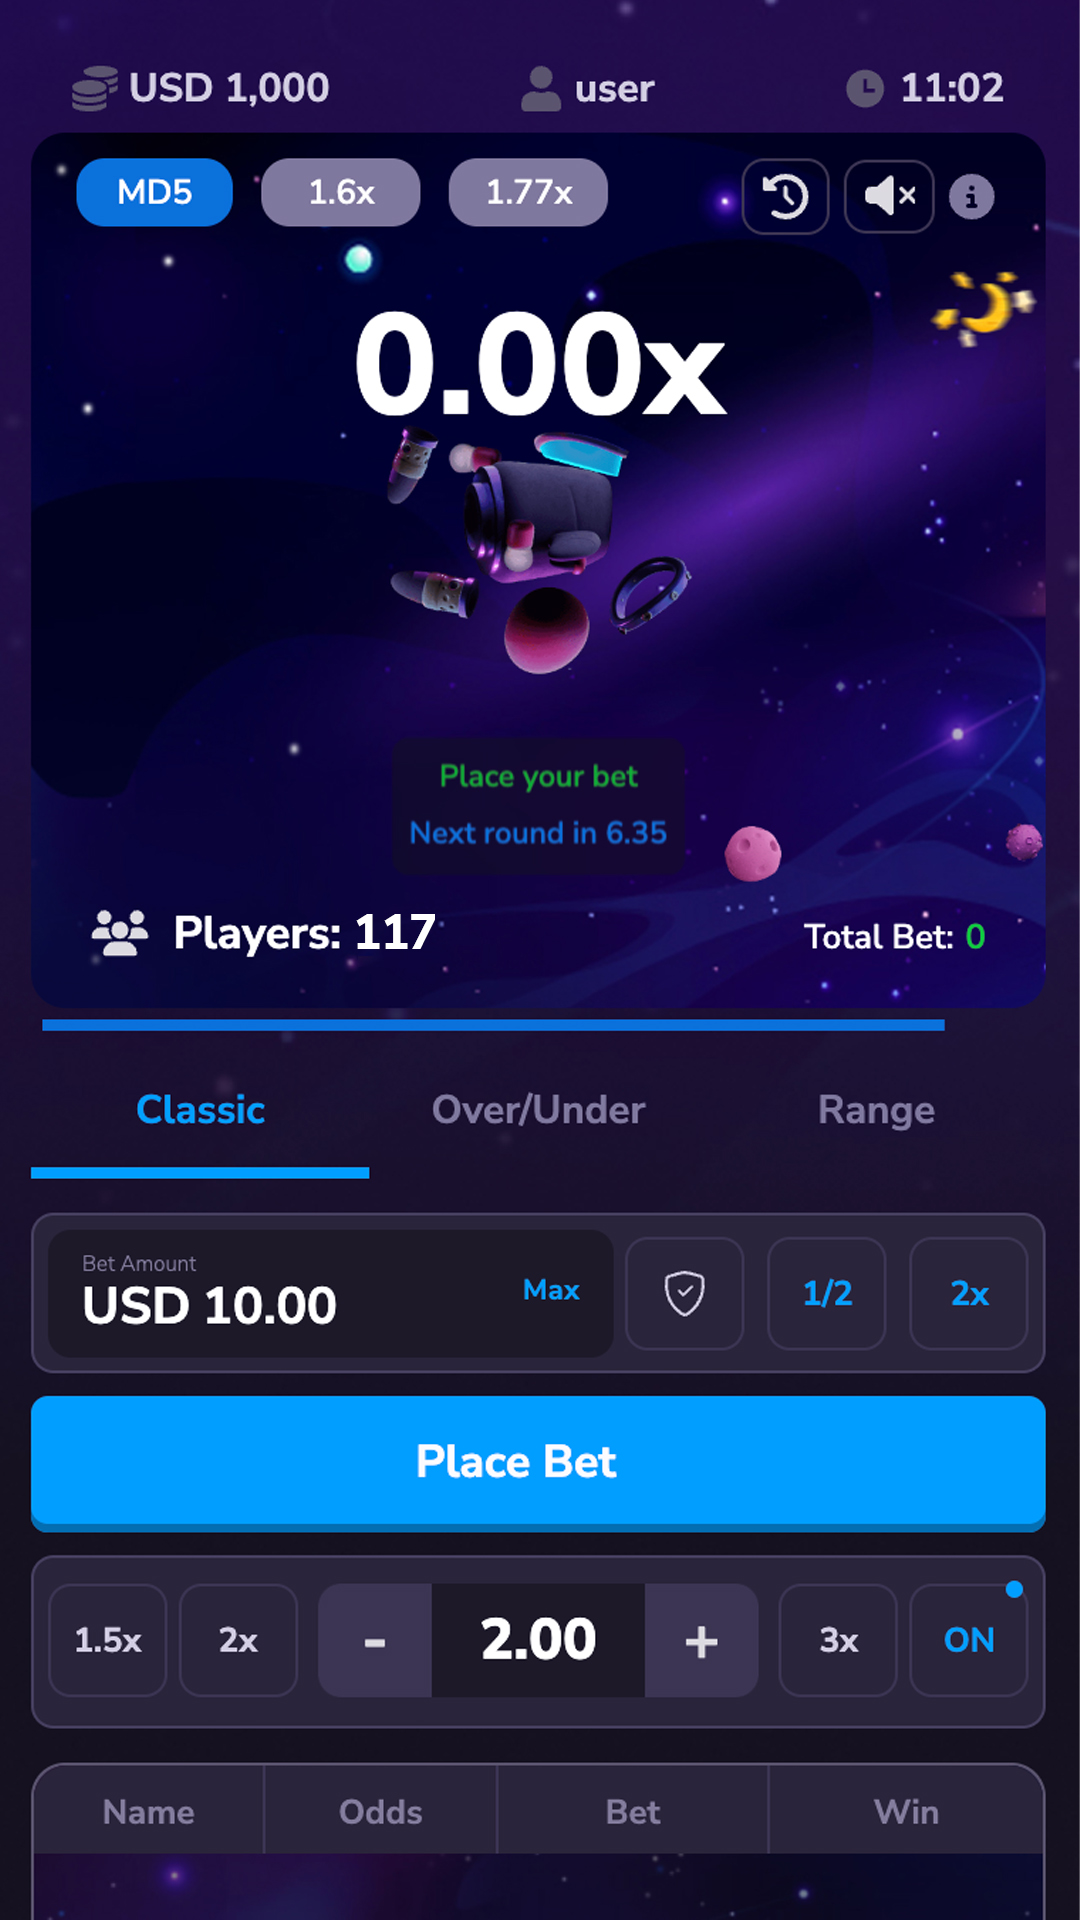 USD 1,000 user 11:02
MD5 1.6x 1.77x
0.00x
Place your bet
Next round in 6.35
Players: 117 Total Bet: 0
Classic Over/Under Range
Bet Amount
USD 10.00 Max 1/2 2x
Place Bet
1.5x 2x - 2.00 + 3x ON
Name Odds Bet Win